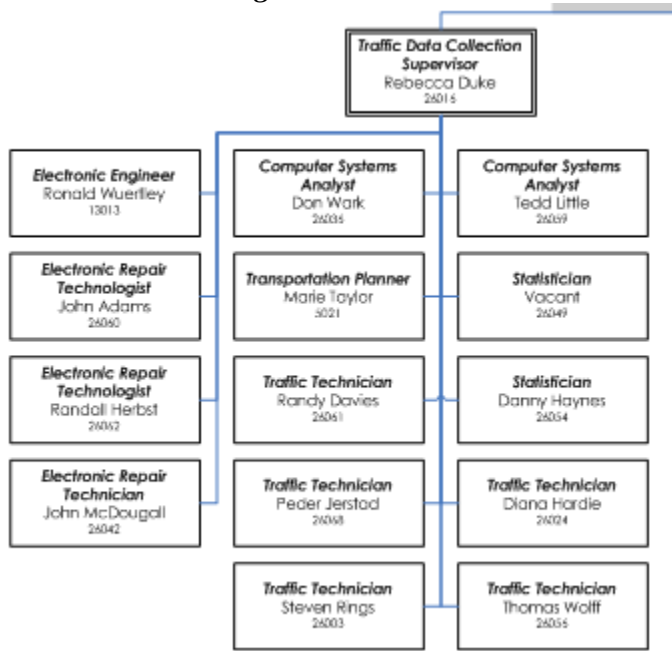 Traffic Data Collection
Supervisor
Rebecca Duke
26016
Electronic Engineer
Ronald Wuertley
13013
Computer Systems
Analyst
Don Wark
26036
Computer Systems
Analyst
Tedd Little
26059
Electronic Repair
Technologist
John Adams
26060
Transportation Planner
Marie Taylor
5021
Statistician
Vacant
26049
Electronic Repair
Technologist
Randall Herbst
26062
Traffic Technician
Randy Davies
26061
Statistician
Danny Haynes
26054
Electronic Repair
Technician
John McDougall
26042
Traffic Technician
Peder Jerstad
26068
Traffic Technician
Diana Hardie
26024
Traffic Technician
Steven Rings
26003
Traffic Technician
Thomas Wolff
26056